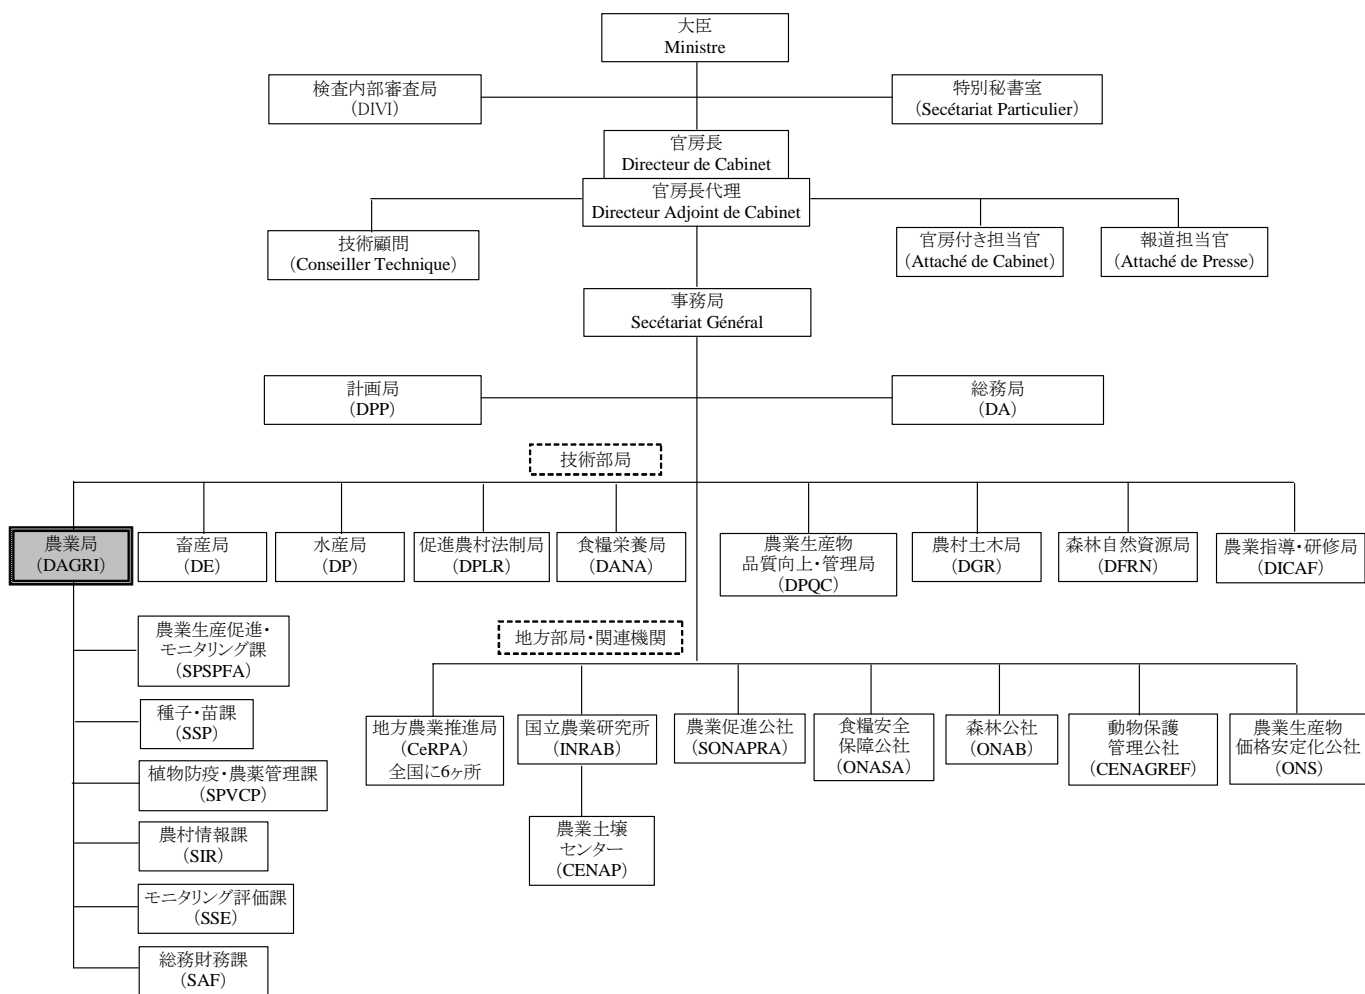 大臣
Ministre
検査内部審査局
(DIVI)
特別秘書室
(Secétariat Particulier)
官房長
Directeur de Cabinet
官房長代理
Directeur Adjoint de Cabinet
技術顧問
(Conseiller Technique)
官房付き担当官
(Attaché de Cabinet)
報道担当官
(Attaché de Presse)
事務局
Secétariat Général
計画局
(DPP)
総務局
(DA)
技術部局
農業局
(DAGRI)
畜産局
(DE)
水産局
(DP)
促進農村法制局
(DPLR)
食糧栄養局
(DANA)
農業生産物
品質向上・管理局
(DPQC)
農村土木局
(DGR)
森林自然資源局
(DFRN)
農業指導・研修局
(DICAF)
農業生産促進・
モニタリング課
(SPSPFA)
種子・苗課
(SSP)
植物防疫・農薬管理課
(SPVCP)
農村情報課
(SIR)
モニタリング評価課
(SSE)
総務財務課
(SAF)
地方部局・関連機関
地方農業推進局
(CeRPA)
全国に6ヶ所
国立農業研究所
(INRAB)
農業促進公社
(SONAPRA)
食糧安全
保障公社
(ONASA)
森林公社
(ONAB)
動物保護
管理公社
(CENAGREF)
農業生産物
価格安定化公社
(ONS)
農業土壌
センター
(CENAP)